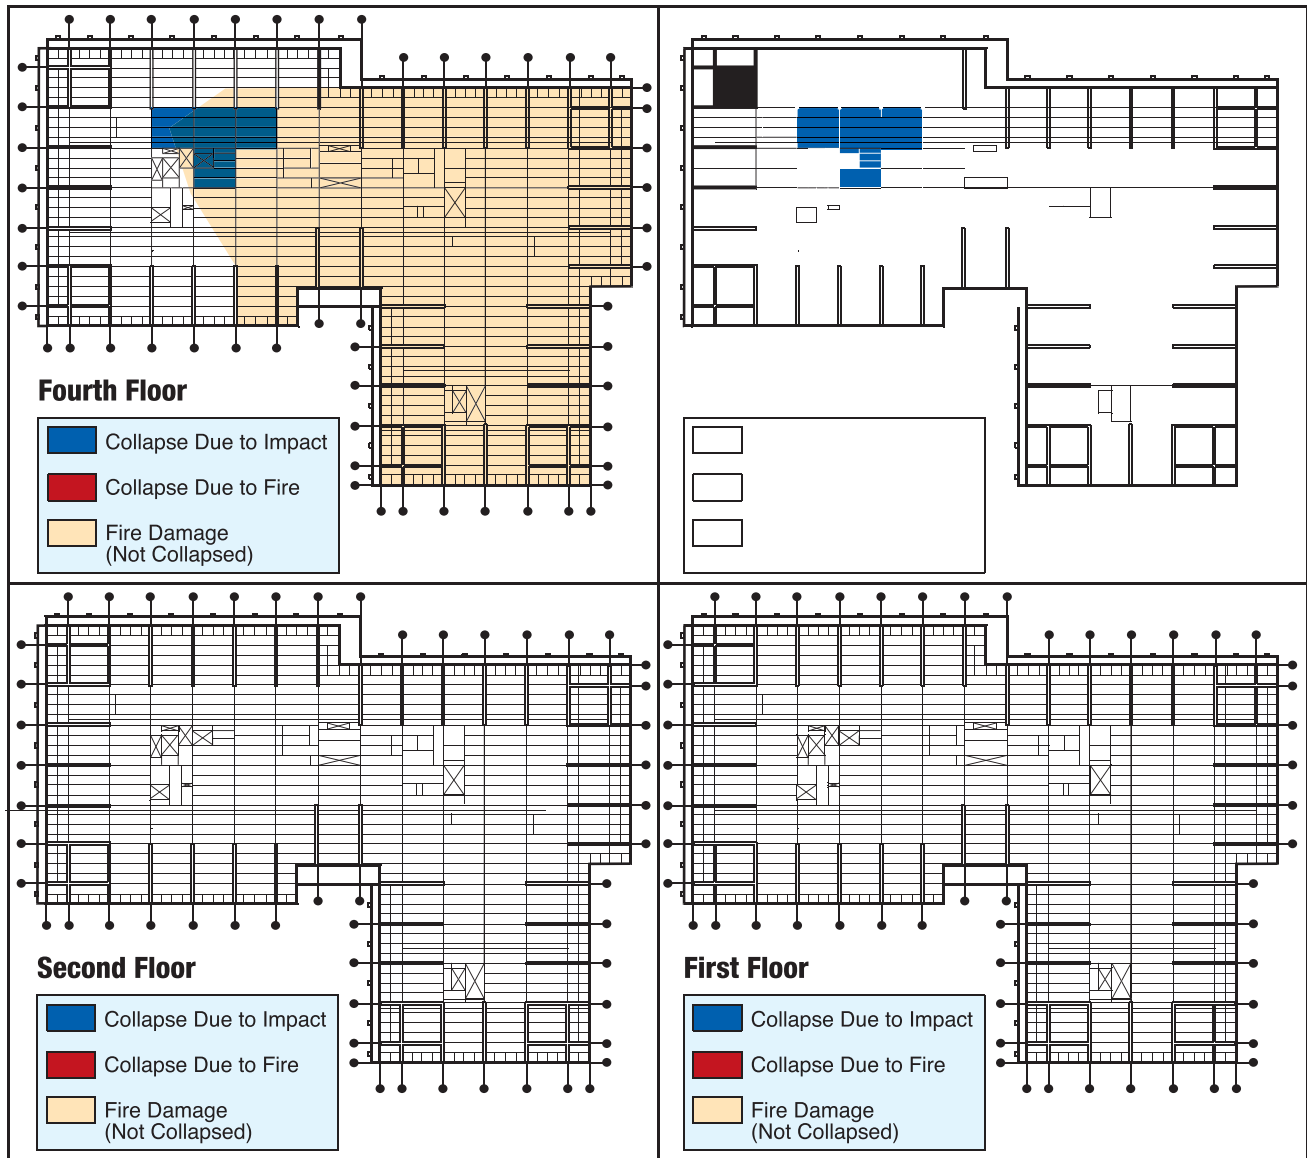 Fourth Floor
Collapse Due to Impact
Collapse Due to Fire
Fire Damage
(Not Collapsed)
Second Floor
Collapse Due to Impact
Collapse Due to Fire
Fire Damage
(Not Collapsed)
First Floor
Collapse Due to Impact
Collapse Due to Fire
Fire Damage
(Not Collapsed)